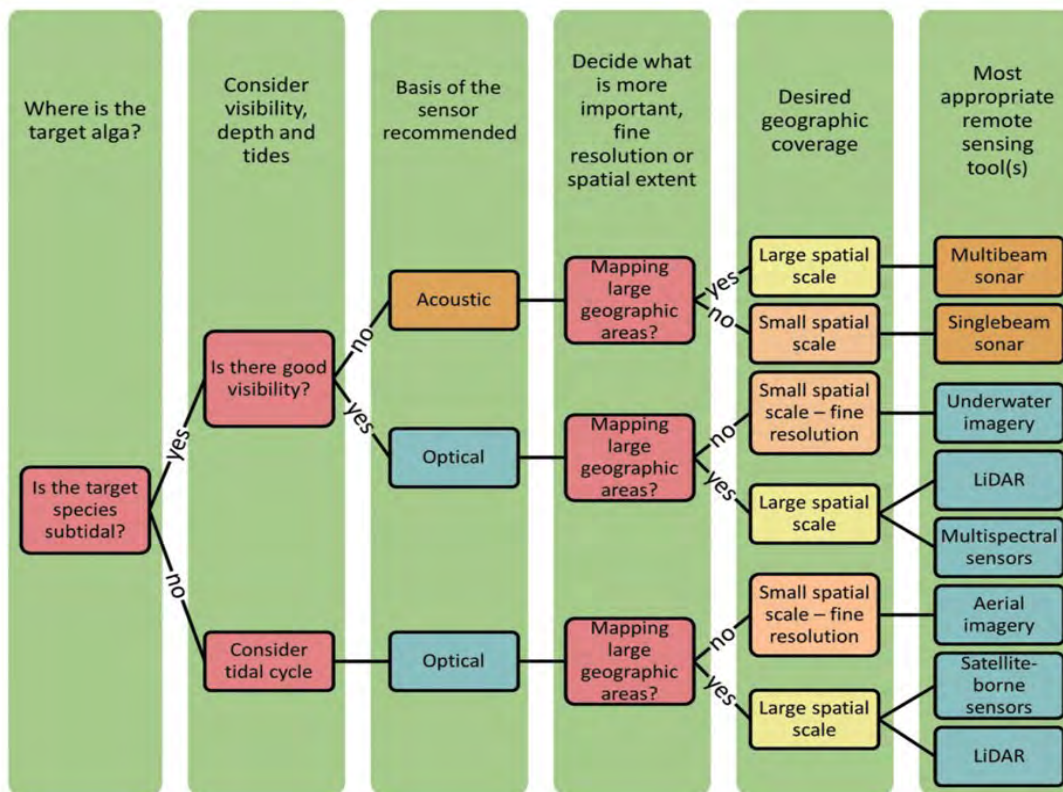 Where is the
target alga?
Consider
visibility,
depth and
tides
Basis of the
sensor
recommended
Decide what
is more
important,
fine
resolution or
spatial extent
Desired
geographic
coverage
Most
appropriate
remote
sensing
tool(s)
Is the target
species
subtidal?
yes
no
Is there good
visibility?
no
yes
Consider
tidal cycle
Acoustic
Optical
Optical
Mapping
large
geographic
areas?
yes
no
Mapping
large
geographic
areas?
no
yes
Mapping
large
geographic
areas?
no
yes
Large spatial
scale
Small spatial
scale
Small spatial
scale – fine
resolution
Large spatial
scale
Small spatial
scale – fine
resolution
Large spatial
scale
Multibeam
sonar
Singlebeam
sonar
Underwater
imagery
LiDAR
Multispectral
sensors
Aerial
imagery
Satellite-
borne
sensors
LiDAR